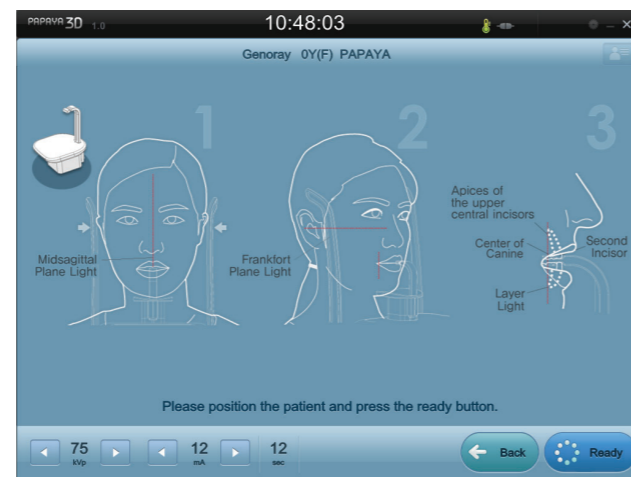 PAPAYA 3D 1.0
10:48:03
Genoray 0Y(F) PAPAYA
1
2
3
Midsagittal
Plane Light
Frankfort
Plane Light
Apices of
the upper
central incisors
Center of
Canine
Second
Incisor
Layer
Light
Please position the patient and press the ready button.
75
kVp
12
mA
12
sec
Back
Ready